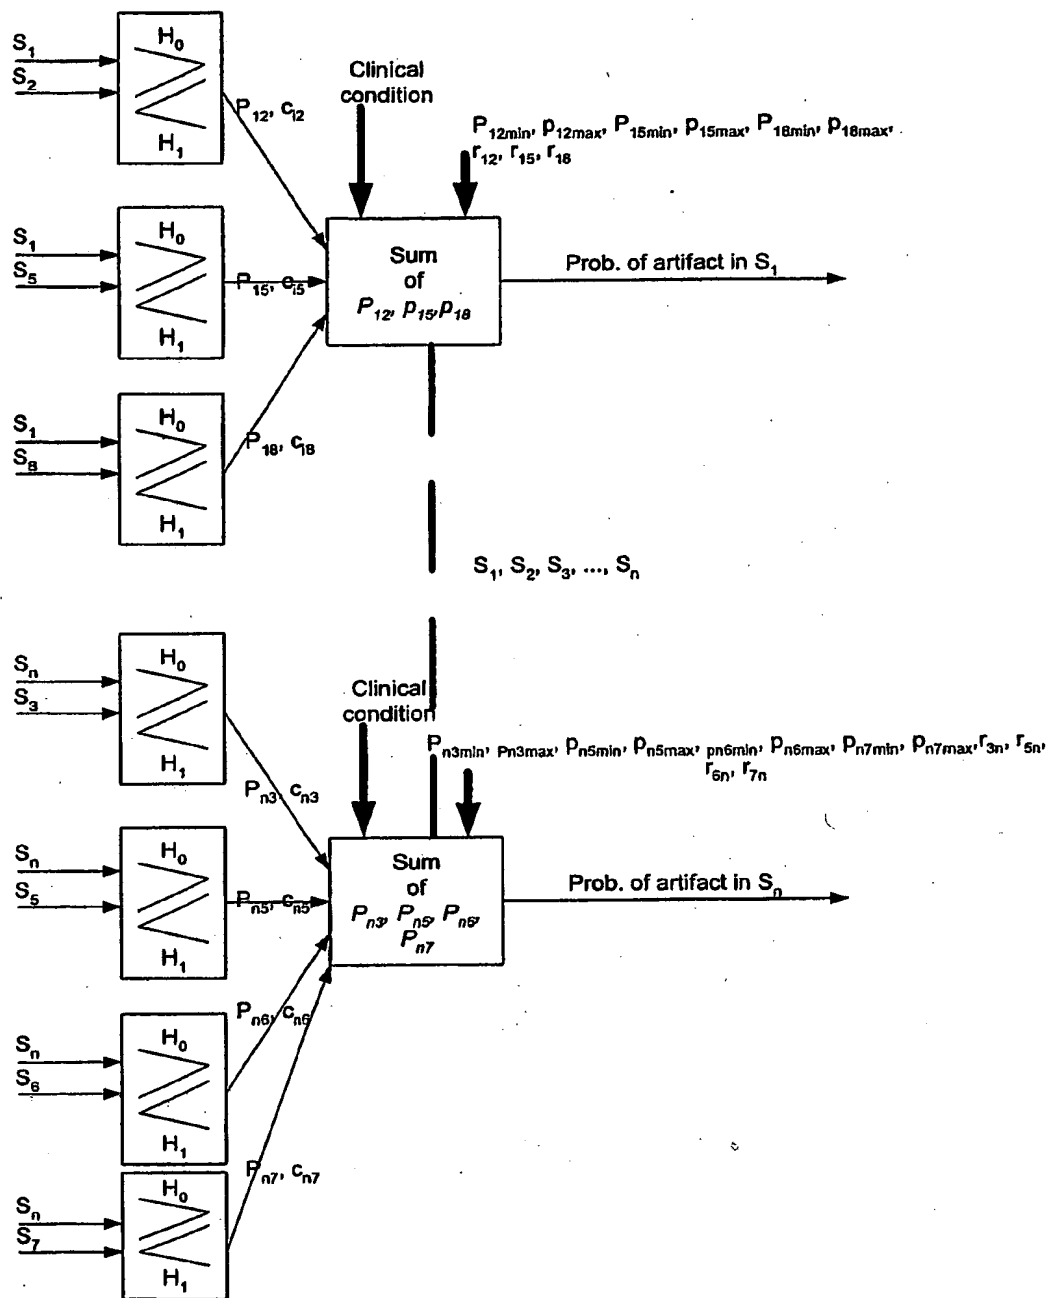 S1
S2
H0
H1
P12, ci2
Clinical
condition
P12min, p12max, P15min, p15max, P18min, p18max,
r12, r15, r18
S1
S5
H0
H1
P15, ci5
Sum
of
P12, p15,p18
Prob. of artifact in S1
S1
S8
H0
H1
P18, ci8
S1, S2, S3, ..., Sn
Sn
S3
H0
H1
Pn3, cn3
Clinical
condition
Pn3min, pn3max, pn5min, pn5max, pn6min, pn6max, pn7min, pn7max,r3n, r5n,
r6n, r7n
Sn
S5
H0
H1
Pn5, cn5
Sum
of
Pn3, Pn5, Pn6,
Pn7
Prob. of artifact in Sn
Sn
S6
H0
H1
Pn6, cn6
Sn
S7
H0
H1
Pn7, cn7